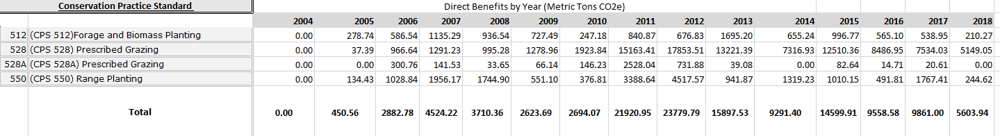 Conservation Practice Standard Direct Benefits by Year (Metric Tons CO2e)
2004 2005 2006 2007 2008 2009 2010 2011 2012 2013 2014 2015 2016 2017 2018
512 (CPS 512)Forage and Biomass Planting 0.00 278.74 586.54 1135.29 936.54 727.49 247.18 840.87 676.83 1695.20 655.24 996.77 565.10 538.95 210.27
528 (CPS 528) Prescribed Grazing 0.00 37.39 966.64 1291.23 995.28 1278.96 1923.84 15163.41 17853.51 13221.39 7316.93 12510.36 8486.95 7534.03 5149.05
528A (CPS 528A) Prescribed Grazing 0.00 0.00 300.76 141.53 33.65 66.14 146.23 2528.04 731.88 39.08 0.00 82.64 14.71 20.61 0.00
550 (CPS 550) Range Planting 0.00 134.43 1028.84 1956.17 1744.90 551.10 376.81 3388.64 4517.57 941.87 1319.23 1010.15 491.81 1767.41 244.62
Total 0.00 450.56 2882.78 4524.22 3710.36 2623.69 2694.07 21920.95 23779.79 15897.53 9291.40 14599.91 9558.58 9861.00 5603.94